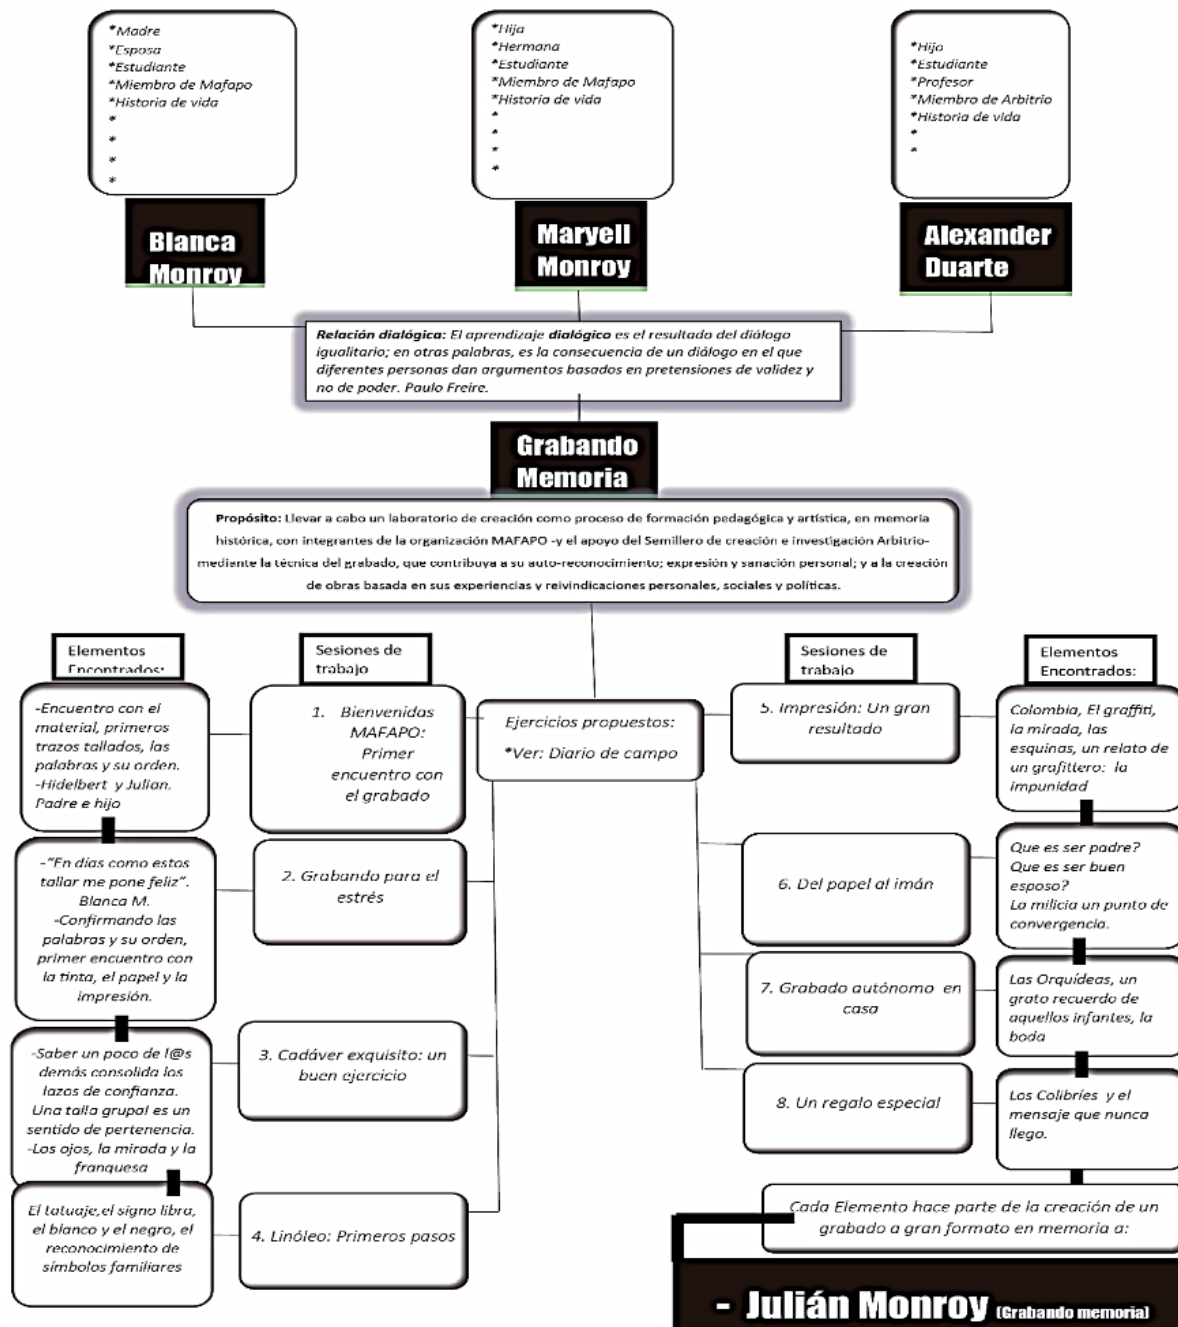 *Madre
*Esposa
*Estudiante
*Miembro de Mafapo
*Historia de vida
*
*
*
*
Blanca
Monroy
*Hija
*Hermana
*Estudiante
*Miembro de Mafapo
*Historia de vida
*
*
*
*
Maryell
Monroy
*Hijo
*Estudiante
*Profesor
*Miembro de Arbitrio
*Historia de vida
*
*
Alexander
Duarte
Relación dialógica: El aprendizaje dialógico es el resultado del diálogo
igualitario; en otras palabras, es la consecuencia de un diálogo en el que
diferentes personas dan argumentos basados en pretensiones de validez y
no de poder. Paulo Freire.
Grabando
Memoria
Propósito: Llevar a cabo un laboratorio de creación como proceso de formación pedagógica y artística, en memoria
histórica, con integrantes de la organización MAFAPO -y el apoyo del Semillero de creación e investigación Arbitrio-
mediante la técnica del grabado, que contribuya a su auto-reconocimiento; expresión y sanación personal; y a la creación
de obras basada en sus experiencias y reivindicaciones personales, sociales y políticas.
Elementos
Encontrados:
-Encuentro con el
material, primeros
trazos tallados, las
palabras y su orden.
-Hidelbert y Julian.
Padre e hijo
-"En días como estos
tallar me pone feliz".
Blanca M.
-Confirmando las
palabras y su orden,
primer encuentro con
la tinta, el papel y la
impresión.
-Saber un poco de l@s
demás consolida los
lazos de confianza.
Una talla grupal es un
sentido de pertenencia.
-Los ojos, la mirada y la
franquesa
El tatuaje,el signo libra,
el blanco y el negro, el
reconocimiento de
símbolos familiares
Sesiones de
trabajo
1. Bienvenidas
MAFAPO:
Primer
encuentro con
el grabado
2. Grabando para el
estrés
3. Cadáver exquisito: un
buen ejercicio
4. Linóleo: Primeros pasos
Ejercicios propuestos:
*Ver: Diario de campo
Sesiones de
trabajo
5. Impresión: Un gran
resultado
6. Del papel al imán
7. Grabado autónomo en
casa
8. Un regalo especial
Elementos
Encontrados:
Colombia, El graffiti,
la mirada, las
esquinas, un relato de
un grafittero: la
impunidad
Que es ser padre?
Que es ser buen
esposo?
La milicia un punto de
convergencia.
Las Orquídeas, un
grato recuerdo de
aquellos infantes, la
boda
Los Colibríes y el
mensaje que nunca
llego.
Cada Elemento hace parte de la creación de un
grabado a gran formato en memoria a:
- Julián Monroy (Grabando memoria)